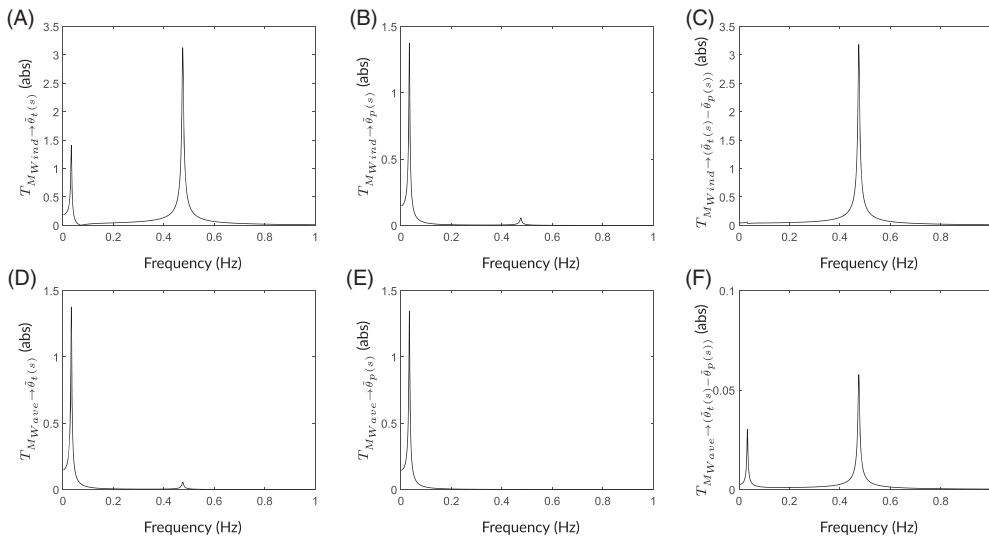 (A)
T_{M_{Wind}→θ̄_t(s)} (abs)
3.5
3
2.5
2
1.5
1
0.5
0
0 0.2 0.4 0.6 0.8 1
Frequency (Hz)
(B)
T_{M_{Wind}→θ̄_p(s)} (abs)
1.5
1
0.5
0
0 0.2 0.4 0.6 0.8 1
Frequency (Hz)
(C)
T_{M_{Wind}→(θ̄_t(s)−θ̄_p(s))} (abs)
3.5
3
2.5
2
1.5
1
0.5
0
0 0.2 0.4 0.6 0.8
Frequency (Hz)
(D)
T_{M_{Wave}→θ̄_t(s)} (abs)
1.5
1
0.5
0
0 0.2 0.4 0.6 0.8 1
Frequency (Hz)
(E)
T_{M_{Wave}→θ̄_p(s)} (abs)
1.5
1
0.5
0
0 0.2 0.4 0.6 0.8 1
Frequency (Hz)
(F)
T_{M_{Wave}→(θ̄_t(s)−θ̄_p(s))} (abs)
0.1
0.05
0
0 0.2 0.4 0.6 0.8
Frequency (Hz)